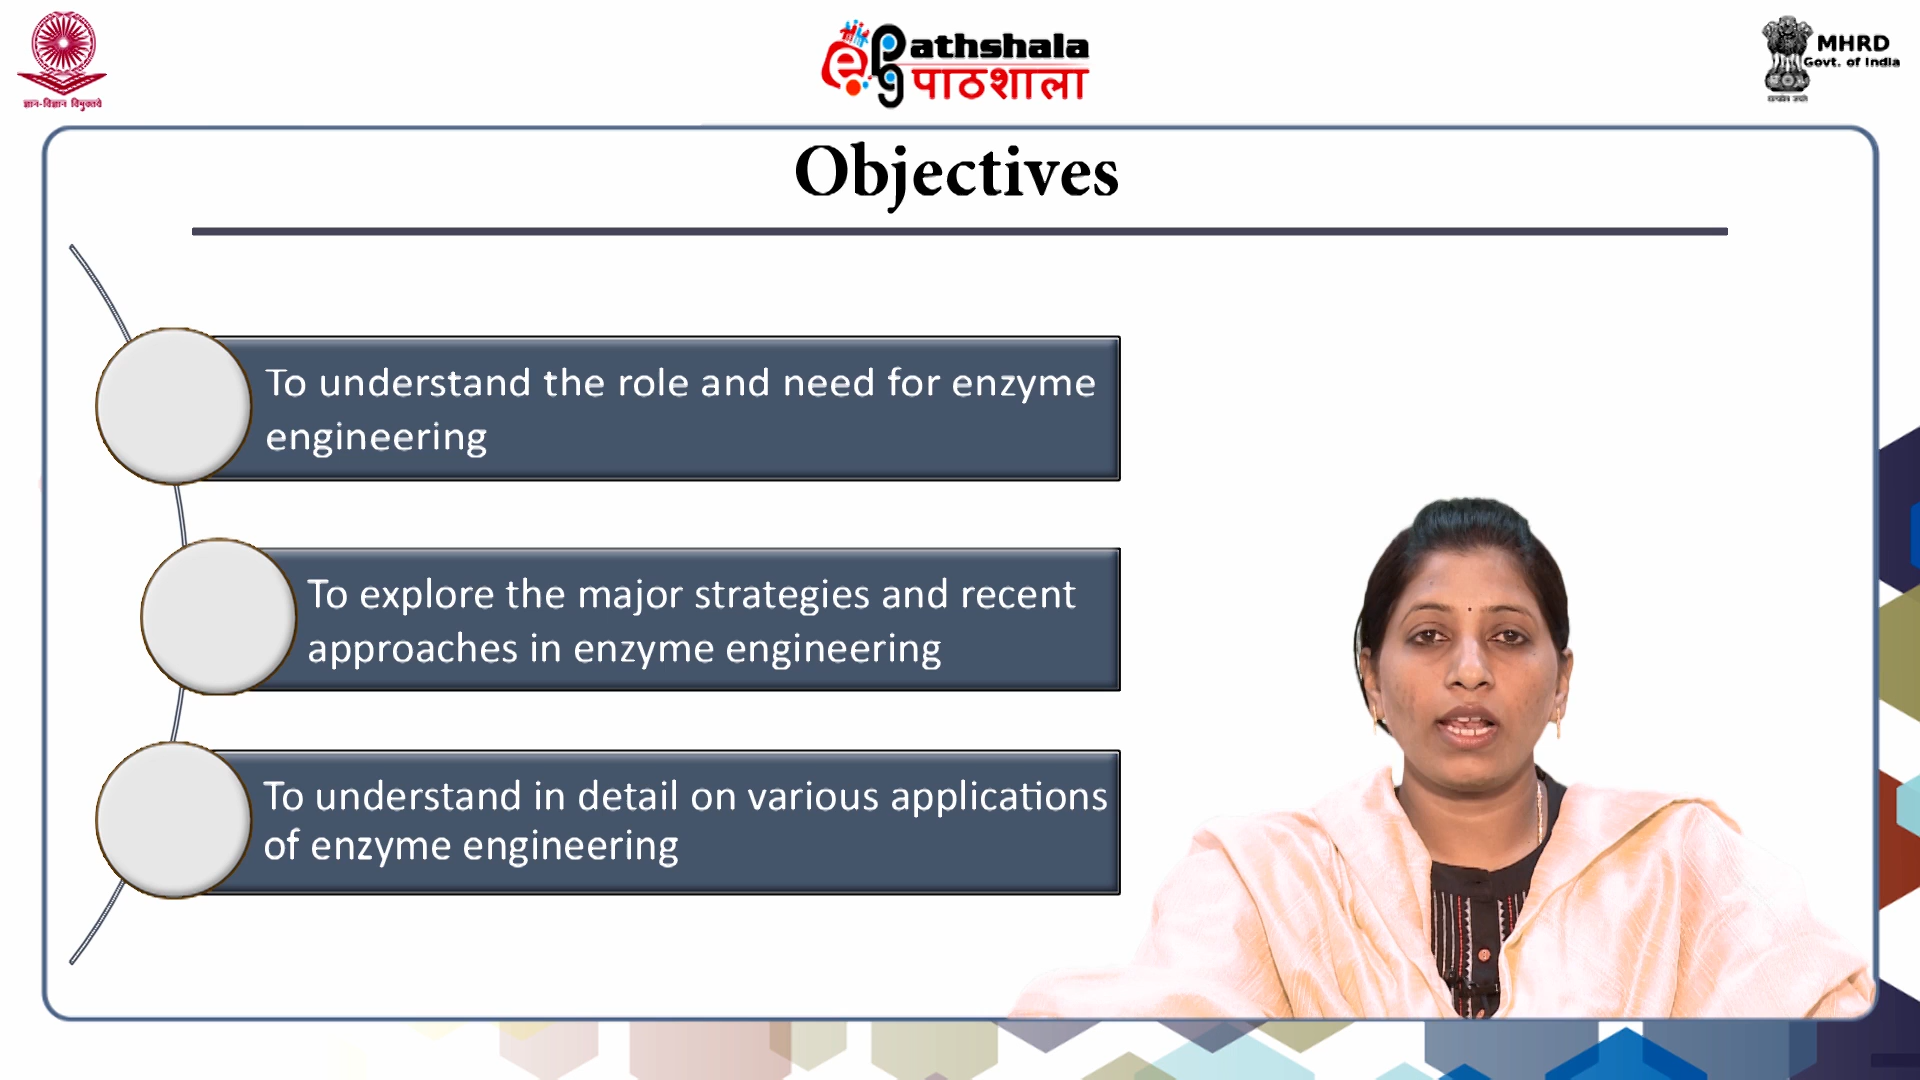 ज्ञान-विज्ञान विमुक्तये
e
Pathshala
पाठशाला
MHRD
Govt. of India
Objectives
To understand the role and need for enzyme
engineering
To explore the major strategies and recent
approaches in enzyme engineering
To understand in detail on various applications
of enzyme engineering